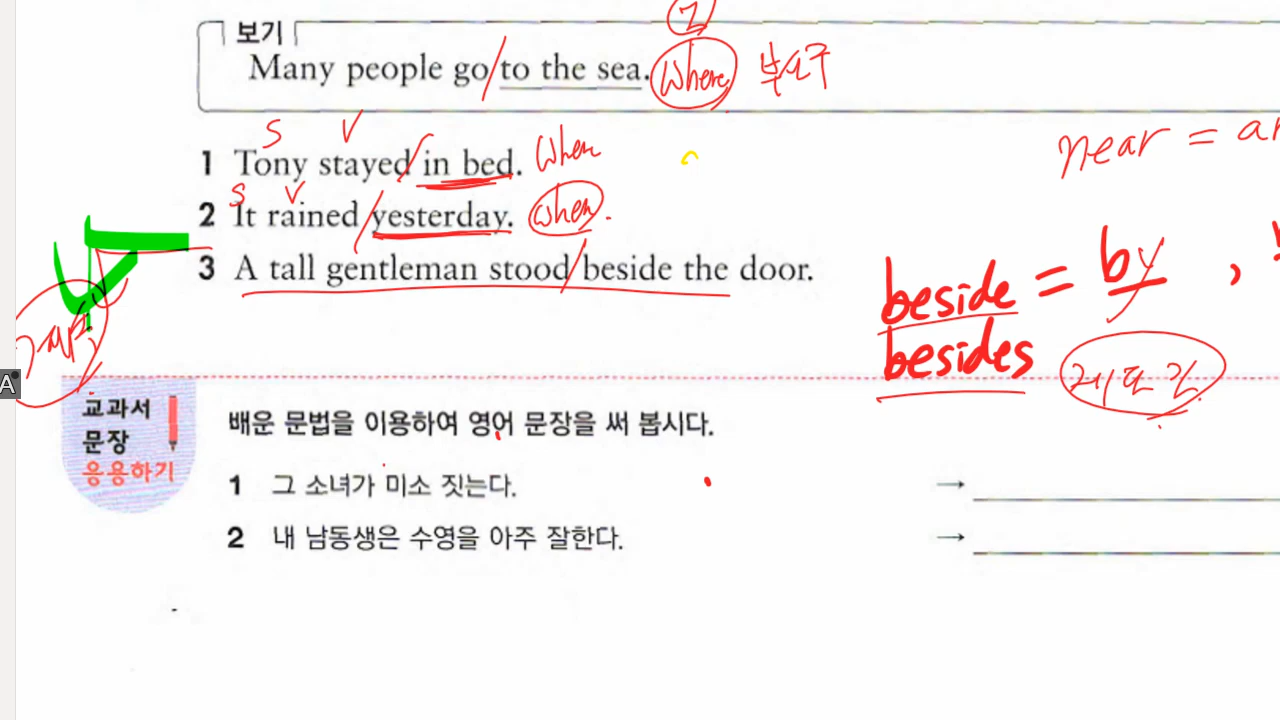 보기
Many people go/to the sea. Where 부사구
S V
1 Tony stayed/in bed. when
near =
S V
2 It rained/yesterday. when.
3 A tall gentleman stood/beside the door.
beside = by ,
besides
A
교과서
문장
응용하기
배운 문법을 이용하여 영어 문장을 써 봅시다.
1 그 소녀가 미소 짓는다. →
2 내 남동생은 수영을 아주 잘한다. →